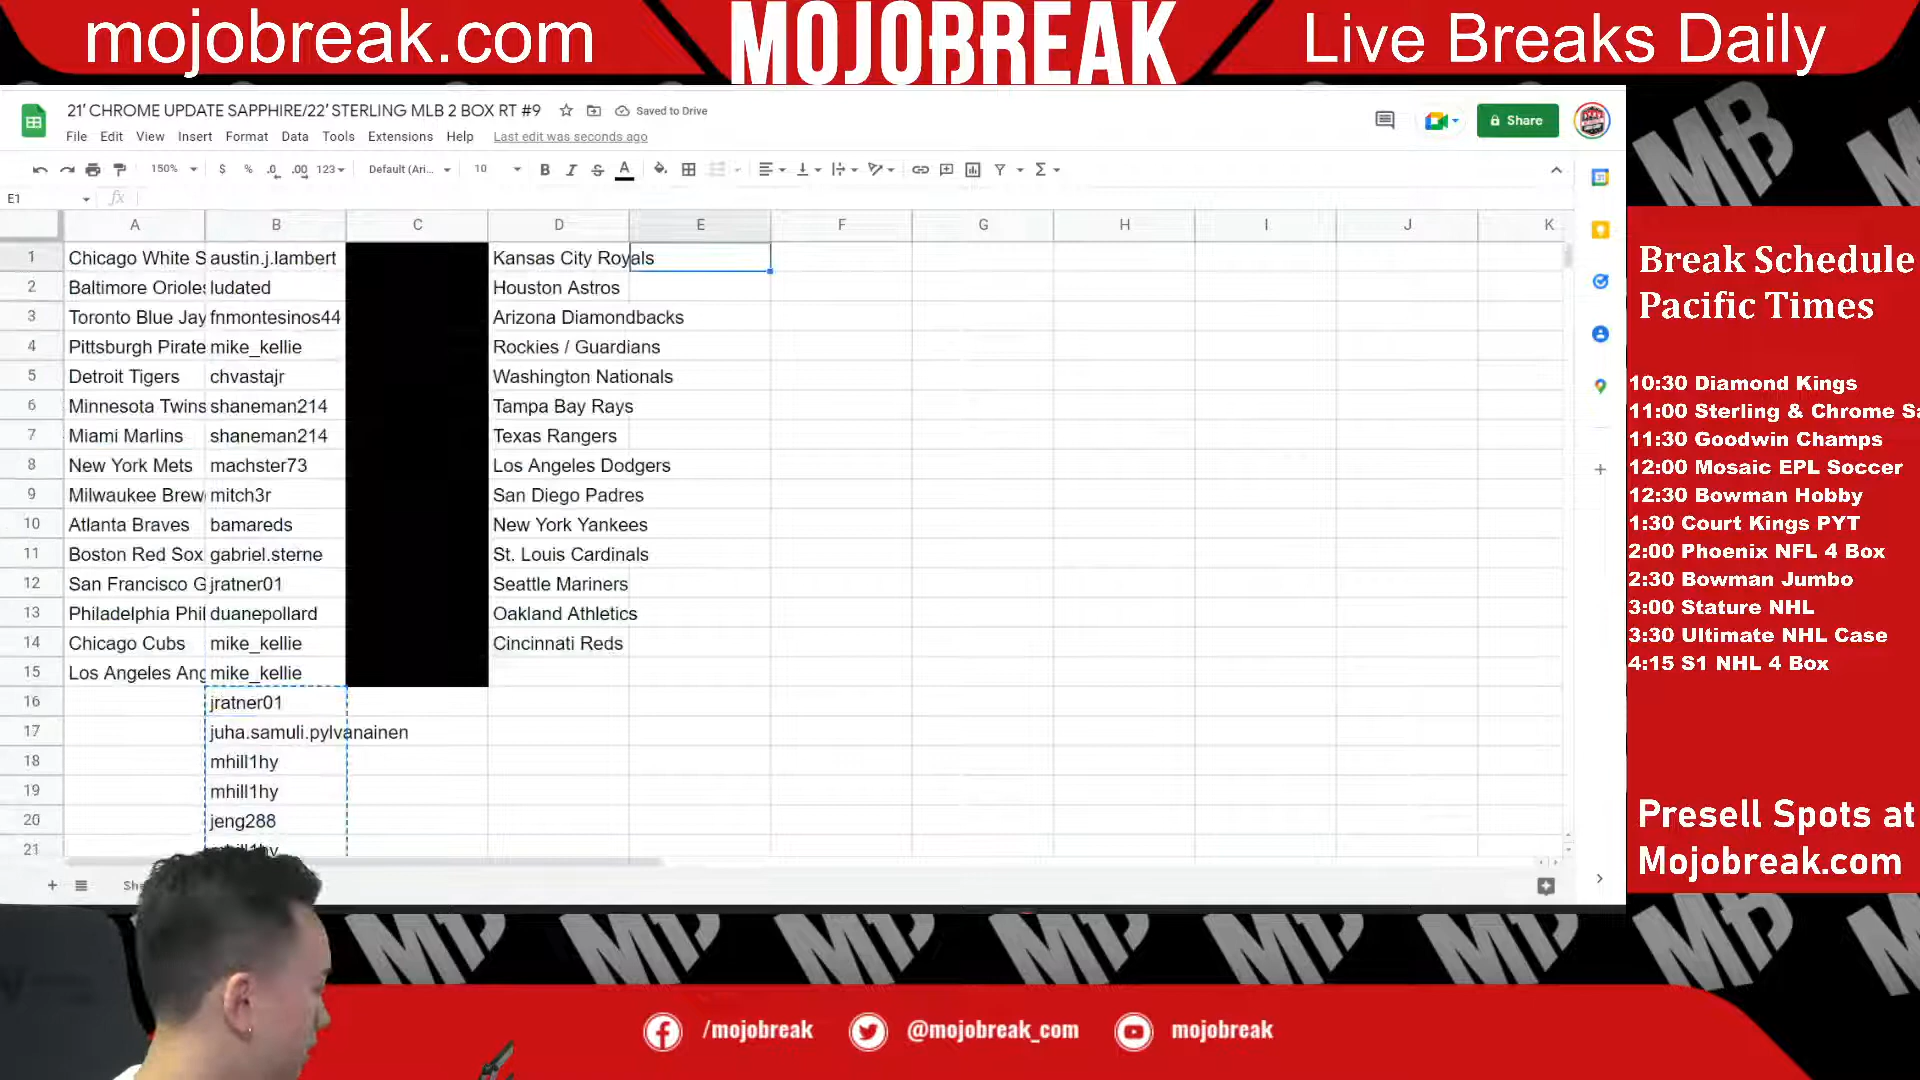 mojobreak.com
MOJOBREAK
Live Breaks Daily
21' CHROME UPDATE SAPPHIRE/22' STERLING MLB 2 BOX RT #9
Saved to Drive
Share
File Edit View Insert Format Data Tools Extensions Help Last edit was seconds ago
150% $ % .0 .00 123 Default (Ari... 10 B I S A
E1 fx
A B C D E F G H I J K
1 Chicago White S austin.j.lambert Kansas City Royals
2 Baltimore Orioles ludated Houston Astros
3 Toronto Blue Jay fnmontesinos44 Arizona Diamondbacks
4 Pittsburgh Pirate mike_kellie Rockies / Guardians
5 Detroit Tigers chvastajr Washington Nationals
6 Minnesota Twins shaneman214 Tampa Bay Rays
7 Miami Marlins shaneman214 Texas Rangers
8 New York Mets machster73 Los Angeles Dodgers
9 Milwaukee Brew mitch3r San Diego Padres
10 Atlanta Braves bamareds New York Yankees
11 Boston Red Sox gabriel.sterne St. Louis Cardinals
12 San Francisco G jratner01 Seattle Mariners
13 Philadelphia Phil duanepollard Oakland Athletics
14 Chicago Cubs mike_kellie Cincinnati Reds
15 Los Angeles Ang mike_kellie
16 jratner01
17 juha.samuli.pylvanainen
18 mhill1hy
19 mhill1hy
20 jeng288
21
Break Schedule
Pacific Times
10:30 Diamond Kings
11:00 Sterling & Chrome Sa
11:30 Goodwin Champs
12:00 Mosaic EPL Soccer
12:30 Bowman Hobby
1:30 Court Kings PYT
2:00 Phoenix NFL 4 Box
2:30 Bowman Jumbo
3:00 Stature NHL
3:30 Ultimate NHL Case
4:15 S1 NHL 4 Box
Presell Spots at
Mojobreak.com
/mojobreak @mojobreak_com mojobreak